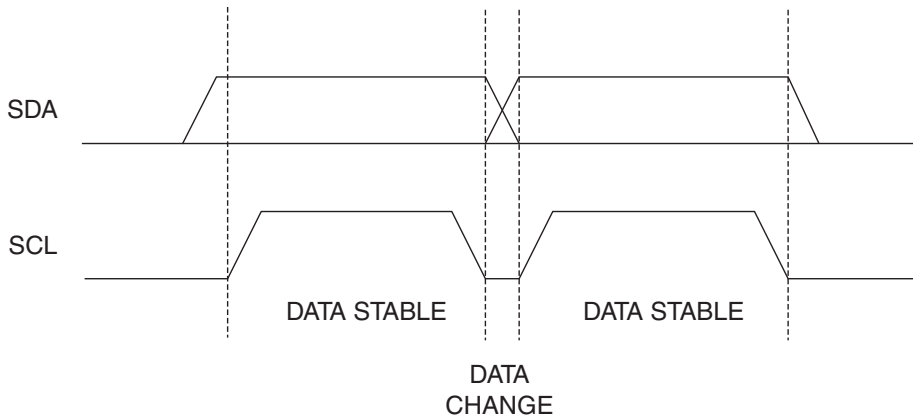 SDA
SCL
DATA STABLE DATA STABLE
DATA
CHANGE